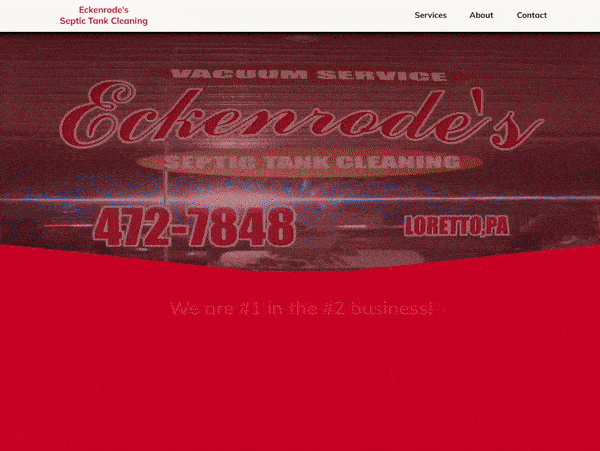 Eckenrode's
Septic Tank Cleaning
Services
About
Contact
VACUUM SERVICE
Eckenrode's
SEPTIC TANK CLEANING
472-7848
LORETTO,PA
We are #1 in the #2 business!